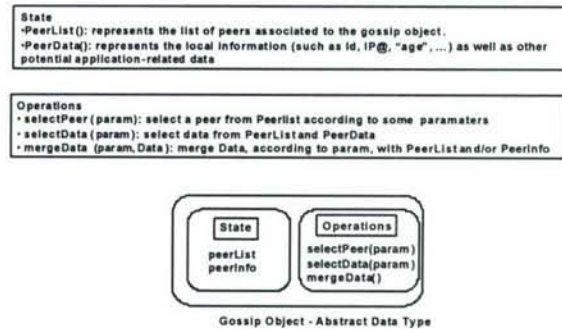 State
•PeerList(): represents the list of peers associated to the gossip object.
•PeerData(): represents the local information (such as Id, IP@, "age", ...) as well as other
potential application-related data
Operations
• selectPeer (param): select a peer from Peerlist according to some paramaters
• selectData (param): select data from PeerList and PeerData
• mergeData (param, Data): merge Data, according to param, with PeerList and/or PeerInfo
State
peerList
peerInfo
Operations
selectPeer(param)
selectData(param)
mergeData()
Gossip Object - Abstract Data Type